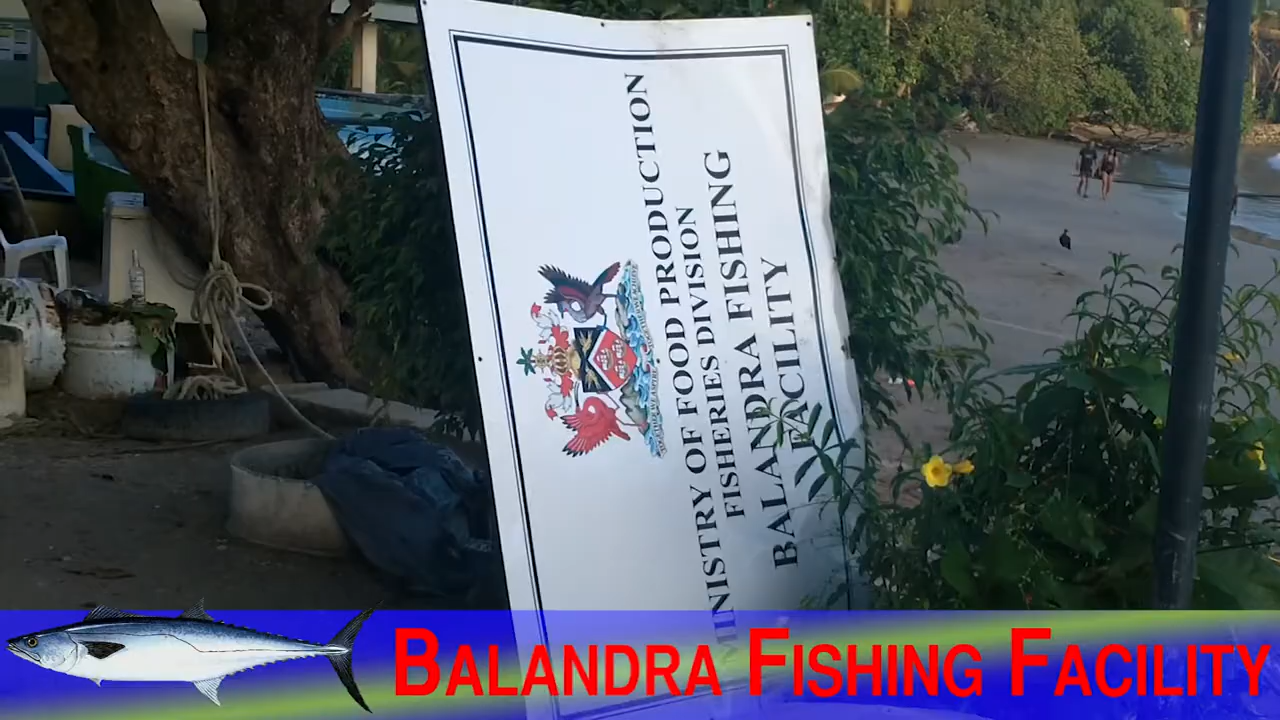 MINISTRY OF FOOD PRODUCTION
FISHERIES DIVISION
BALANDRA FISHING
FACILITY
BALANDRA FISHING FACILITY